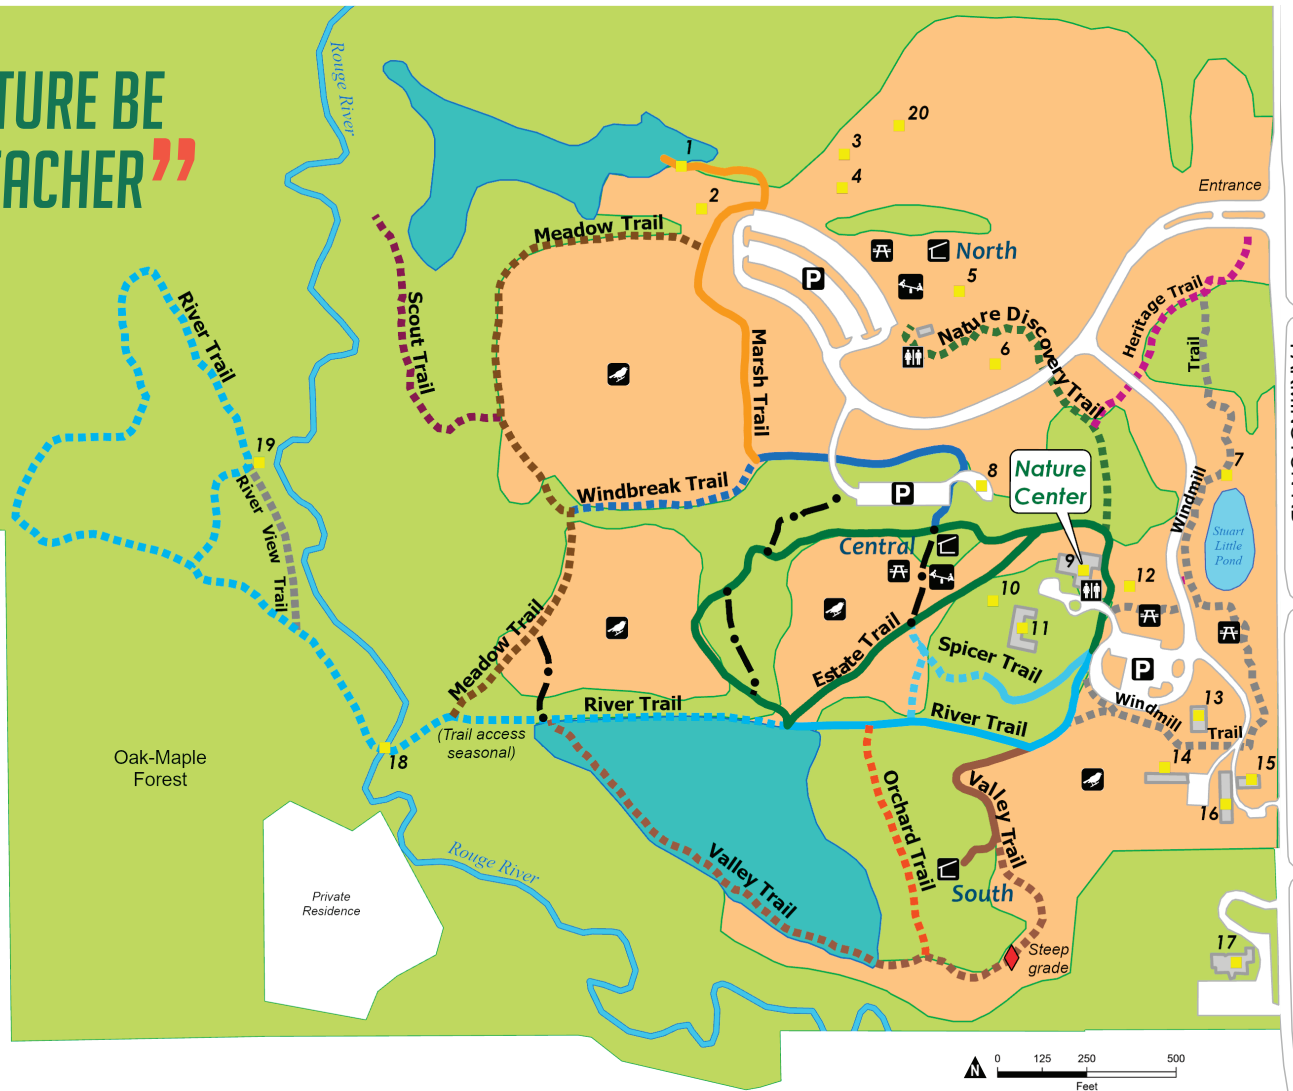 TURE BE
TEACHER”
Rouge River
1
2
3
4
20
Entrance
Meadow Trail
North
5
P
Nature Discovery Trail
6
Heritage Trail
Trail
River Trail
Scout Trail
Marsh Trail
19
River View Trail
Windbreak Trail
P
8
Nature
Center
7
Windmill
Stuart
Little
Pond
Central
9
10
11
12
Meadow Trail
Estate Trail
Spicer Trail
P
River Trail
River Trail
Windmill
Trail
13
(Trail access
seasonal)
18
14
15
16
Oak-Maple
Forest
Orchard Trail
Valley Trail
Valley Trail
South
Rouge River
Private
Residence
Steep
grade
17
N
0 125 250 500
Feet